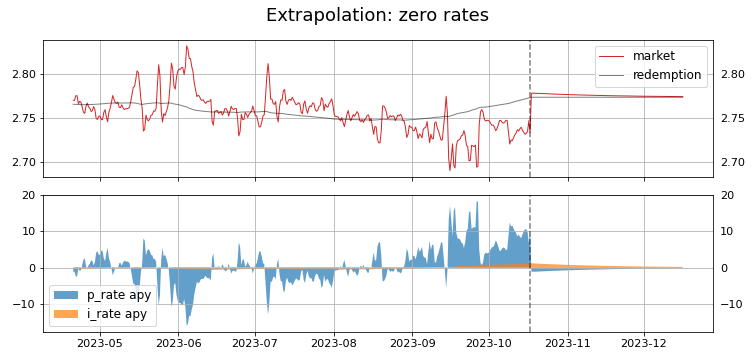 Extrapolation: zero rates
2.80
2.75
2.70
2.80
2.75
2.70
market
redemption
20
10
0
−10
20
10
0
−10
p_rate apy
i_rate apy
2023-05 2023-06 2023-07 2023-08 2023-09 2023-10 2023-11 2023-12